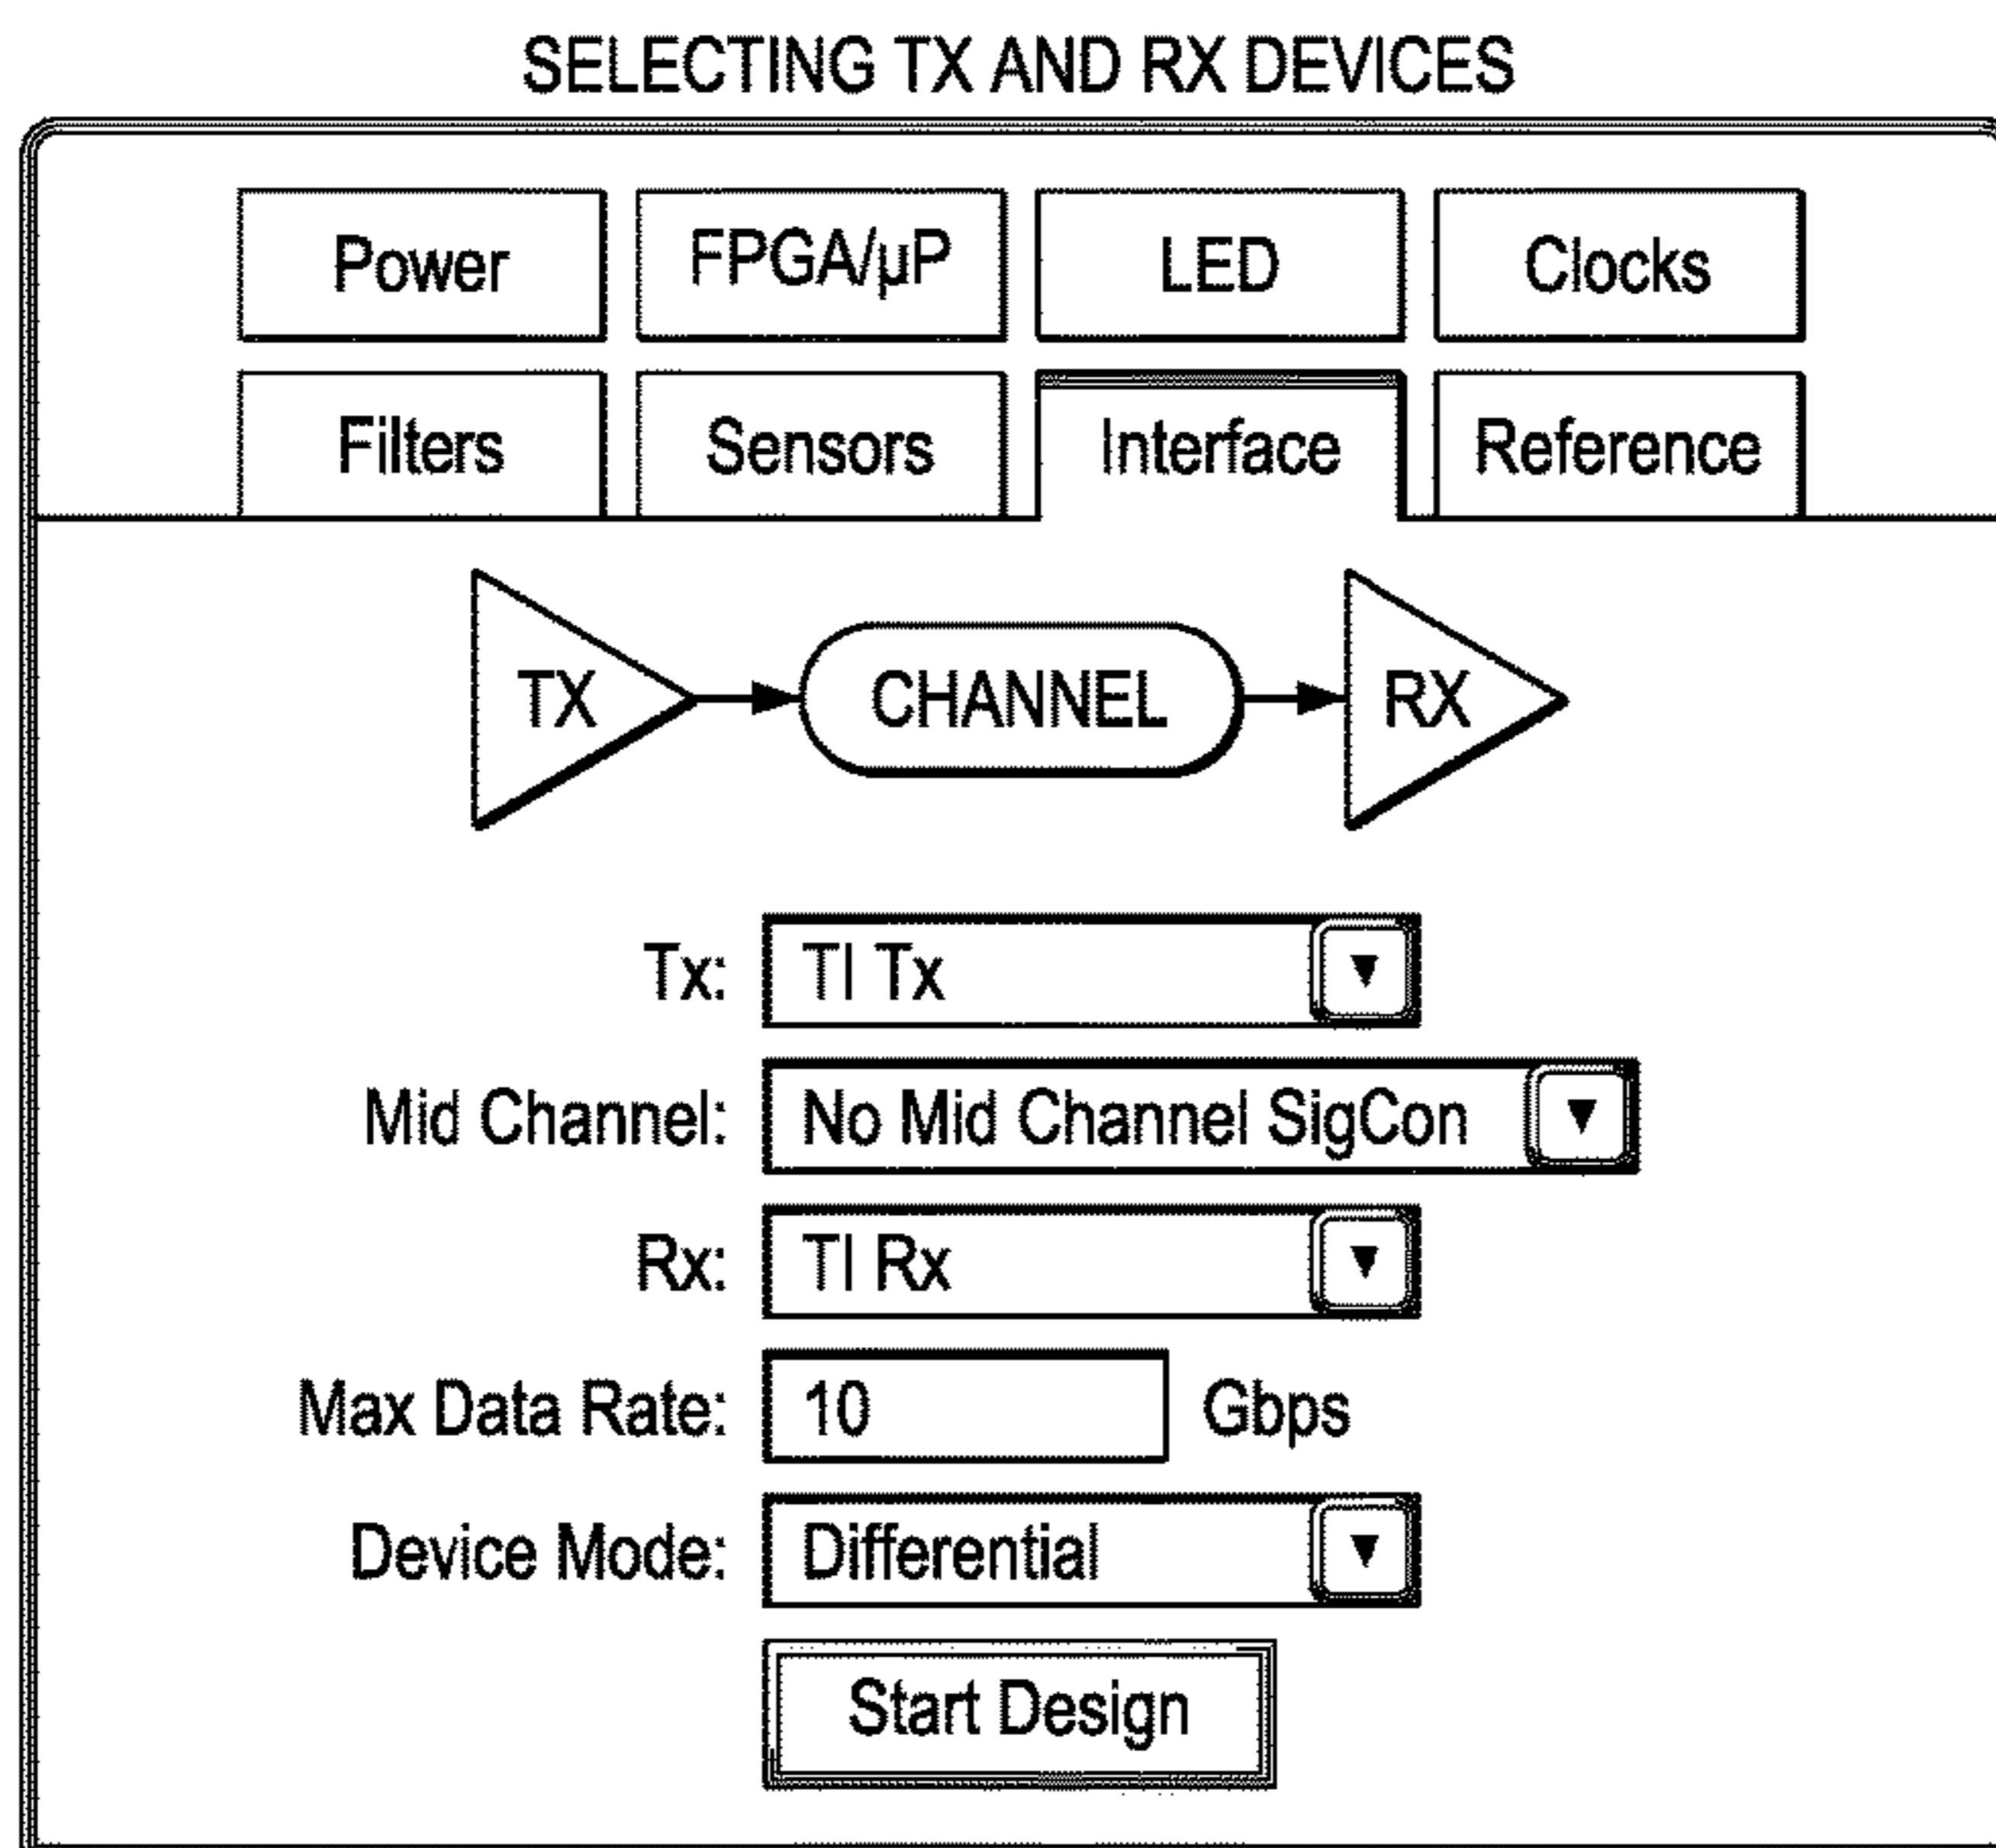 SELECTING TX AND RX DEVICES
Power FPGA/µP LED Clocks
Filters Sensors Interface Reference
TX CHANNEL RX
Tx: TI Tx
Mid Channel: No Mid Channel SigCon
Rx: TI Rx
Max Data Rate: 10 Gbps
Device Mode: Differential
Start Design